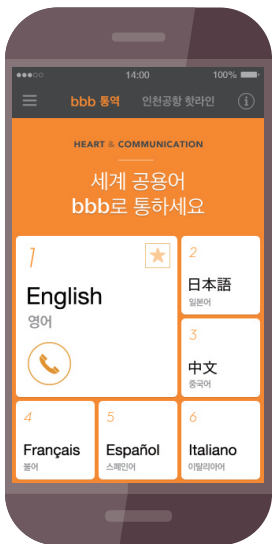 14:00
100%
bbb 통역
인천공항 핫라인
i
HEART & COMMUNICATION
세계 공용어
bbb로 통하세요
1
English
영어
2
日本語
일본어
3
中文
중국어
4
Français
불어
5
Español
스페인어
6
Italiano
이탈리아어